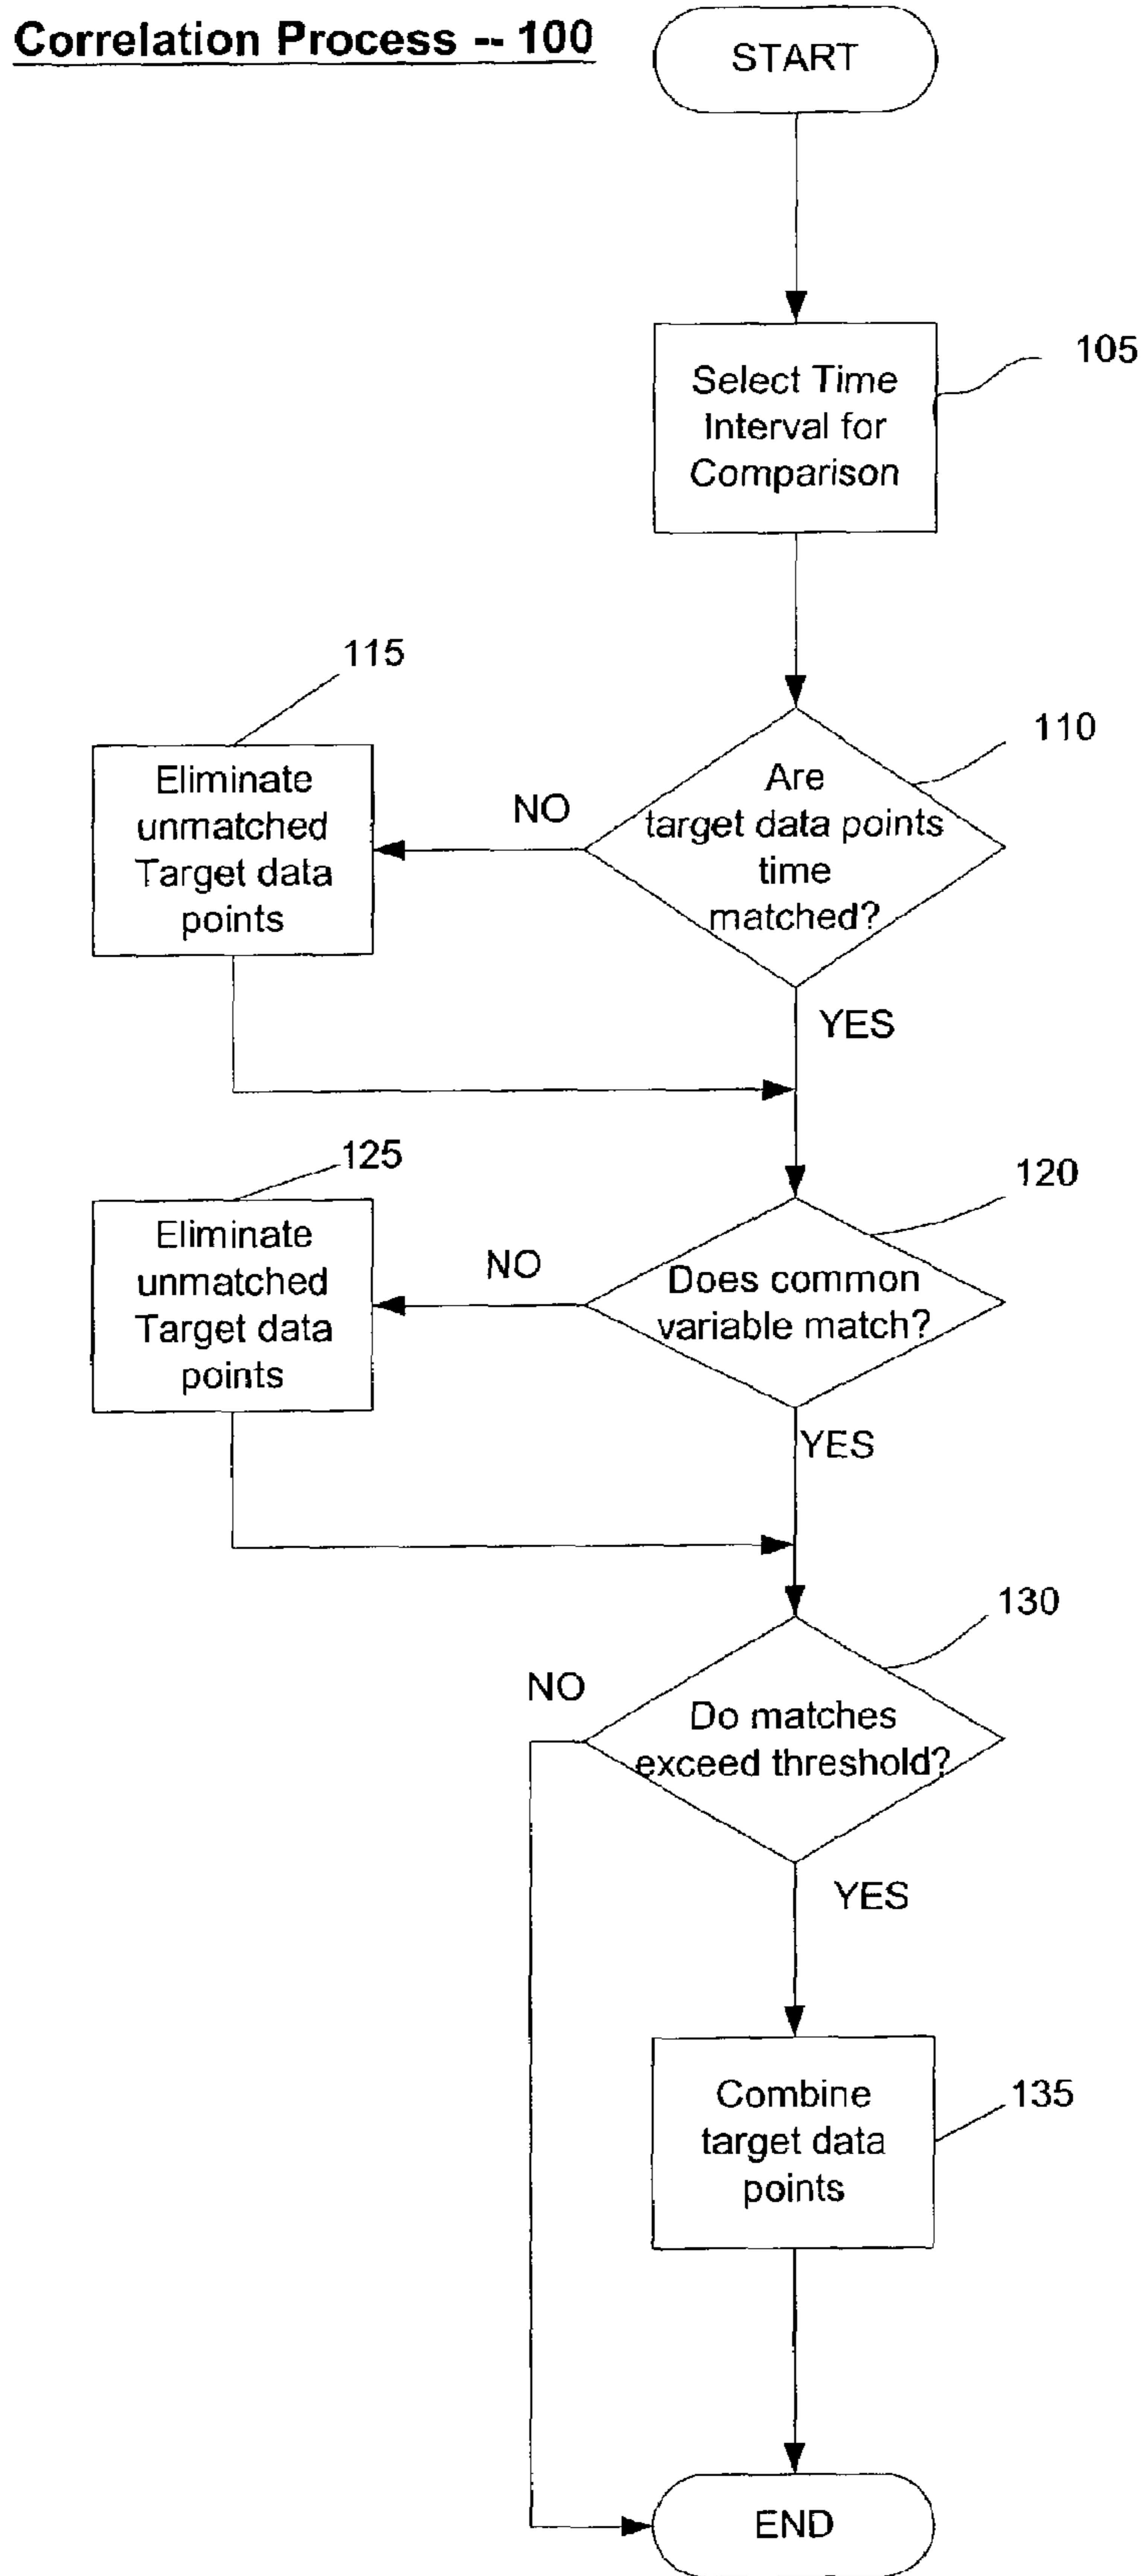 Correlation Process -- 100
START
105
Select Time
Interval for
Comparison
115
110
Eliminate
unmatched
Target data
points
NO
Are
target data points
time
matched?
YES
125
120
Eliminate
unmatched
Target data
points
NO
Does common
variable match?
YES
130
NO
Do matches
exceed threshold?
YES
Combine
target data
points
135
END